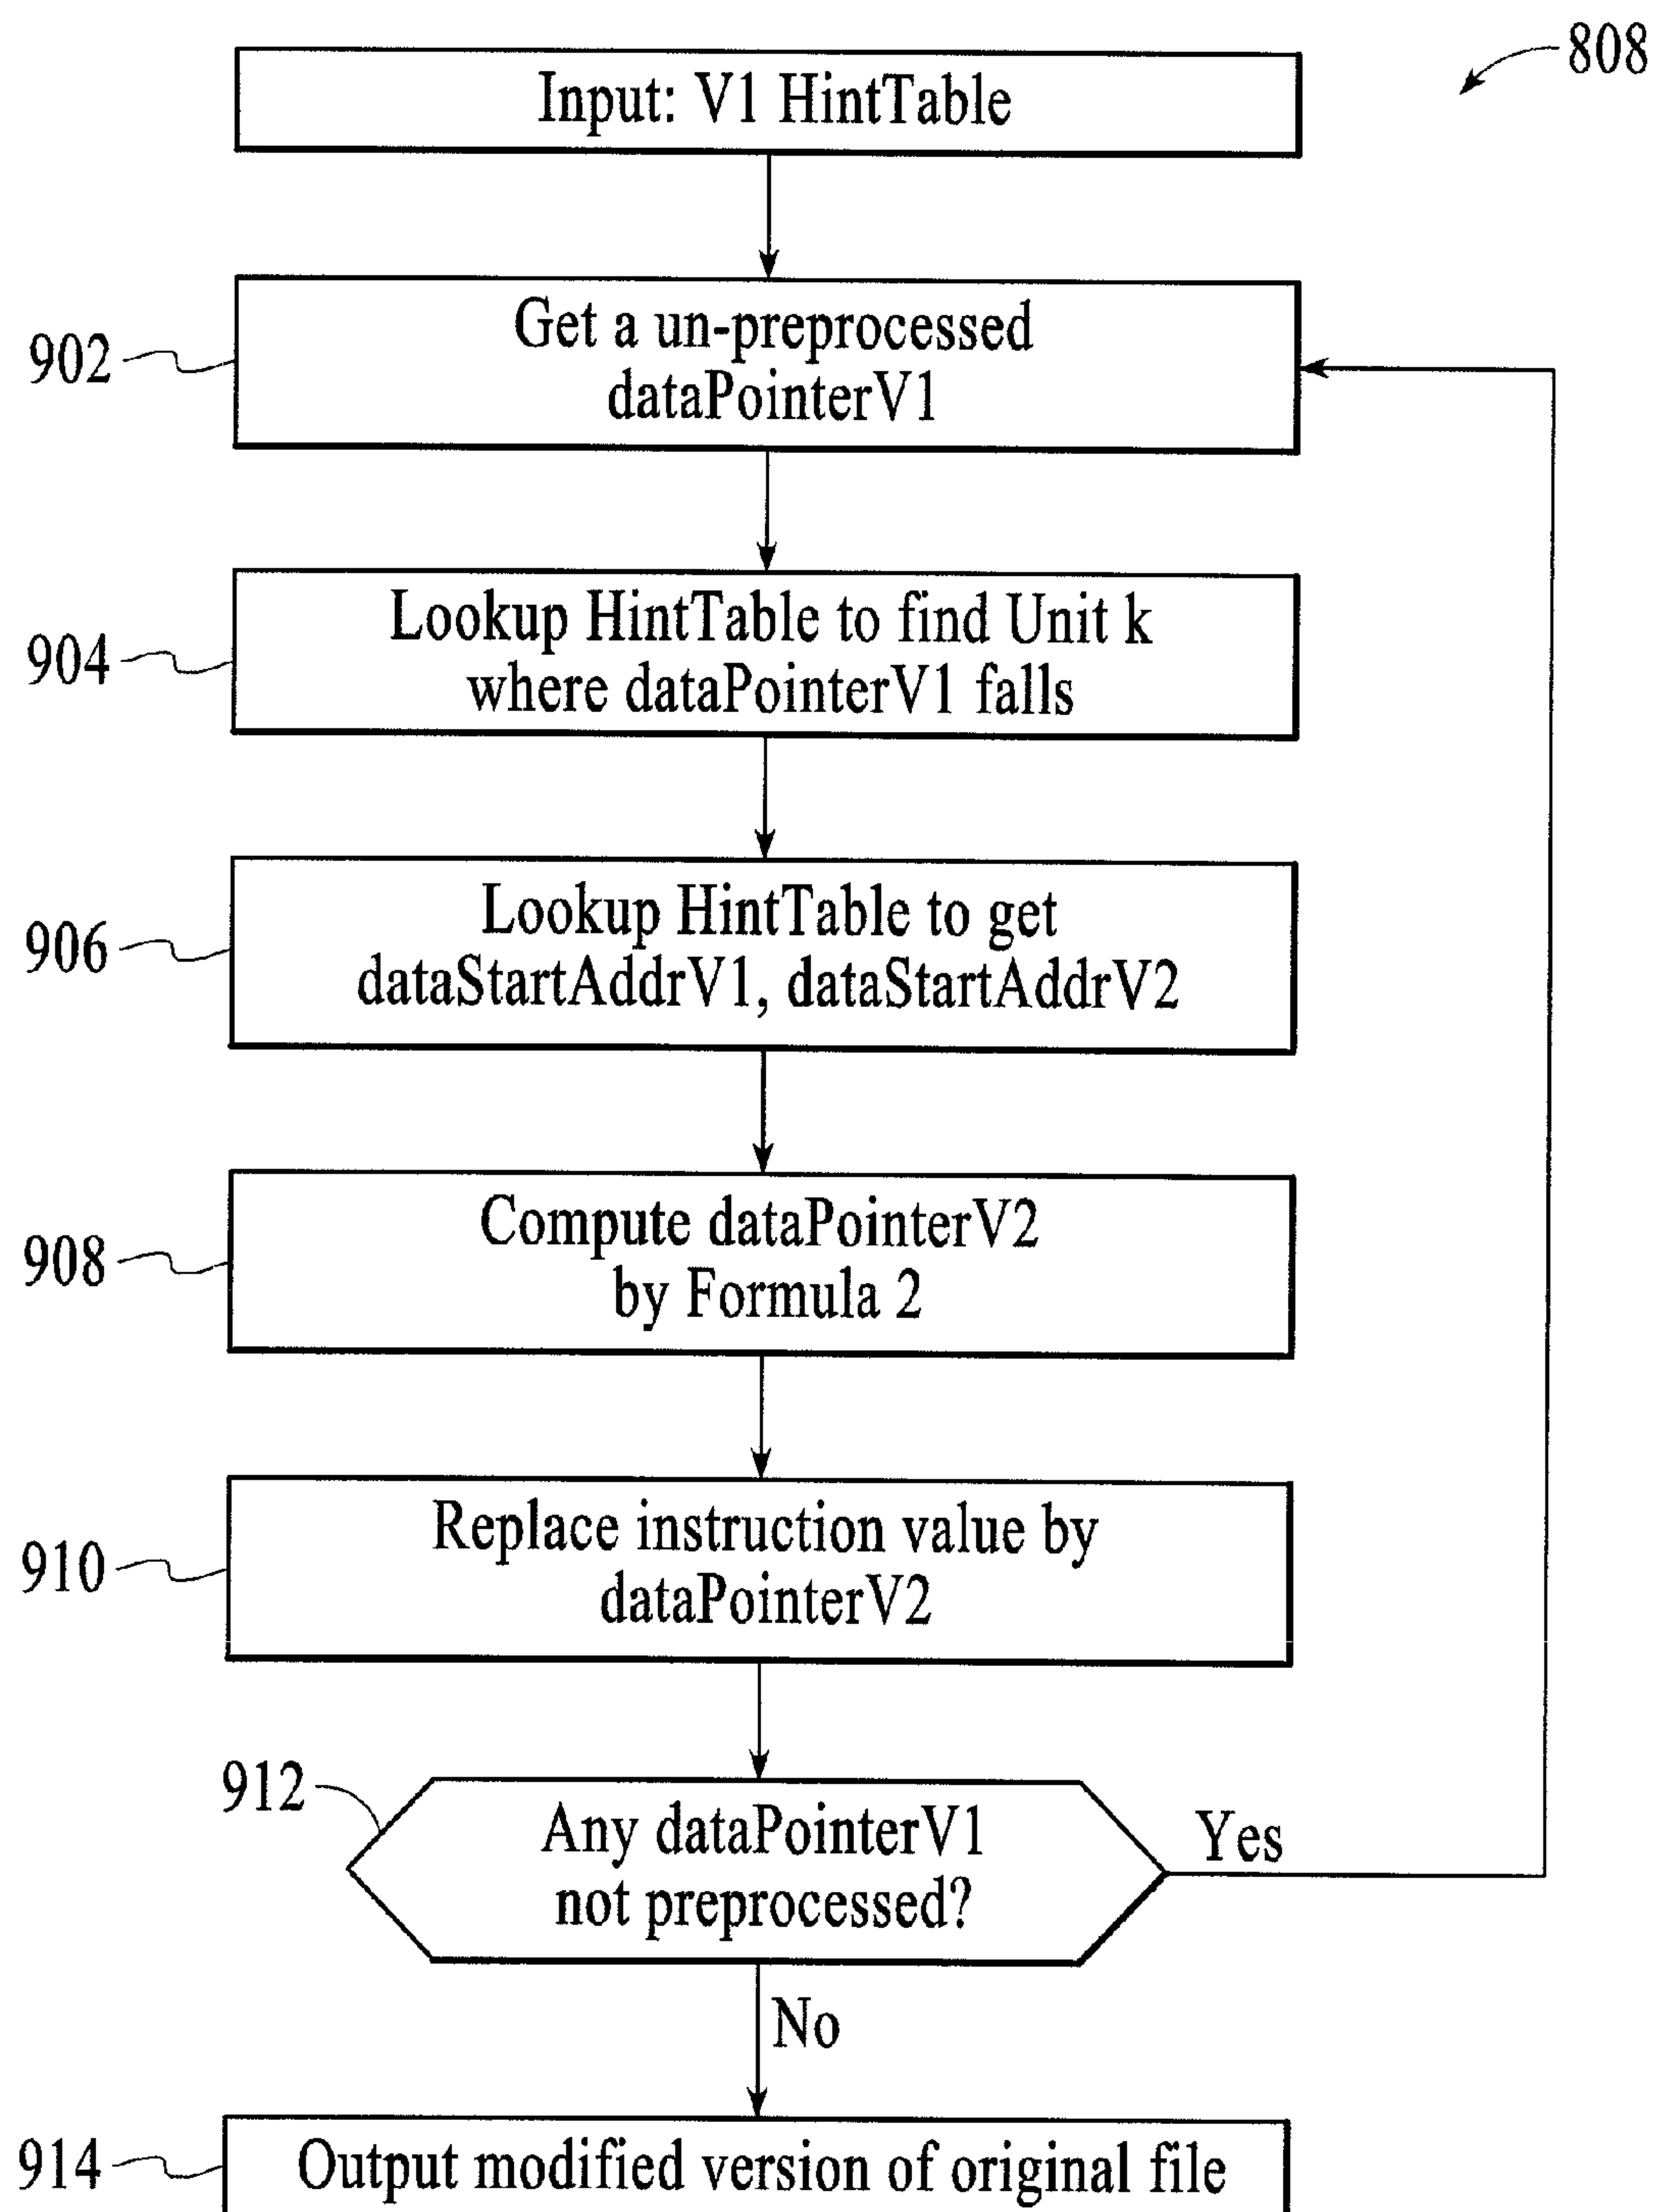 808
Input: V1 HintTable
902
Get a un-preprocessed
dataPointerV1
904
Lookup HintTable to find Unit k
where dataPointerV1 falls
906
Lookup HintTable to get
dataStartAddrV1, dataStartAddrV2
908
Compute dataPointerV2
by Formula 2
910
Replace instruction value by
dataPointerV2
912
Any dataPointerV1
not preprocessed?
Yes
No
914
Output modified version of original file